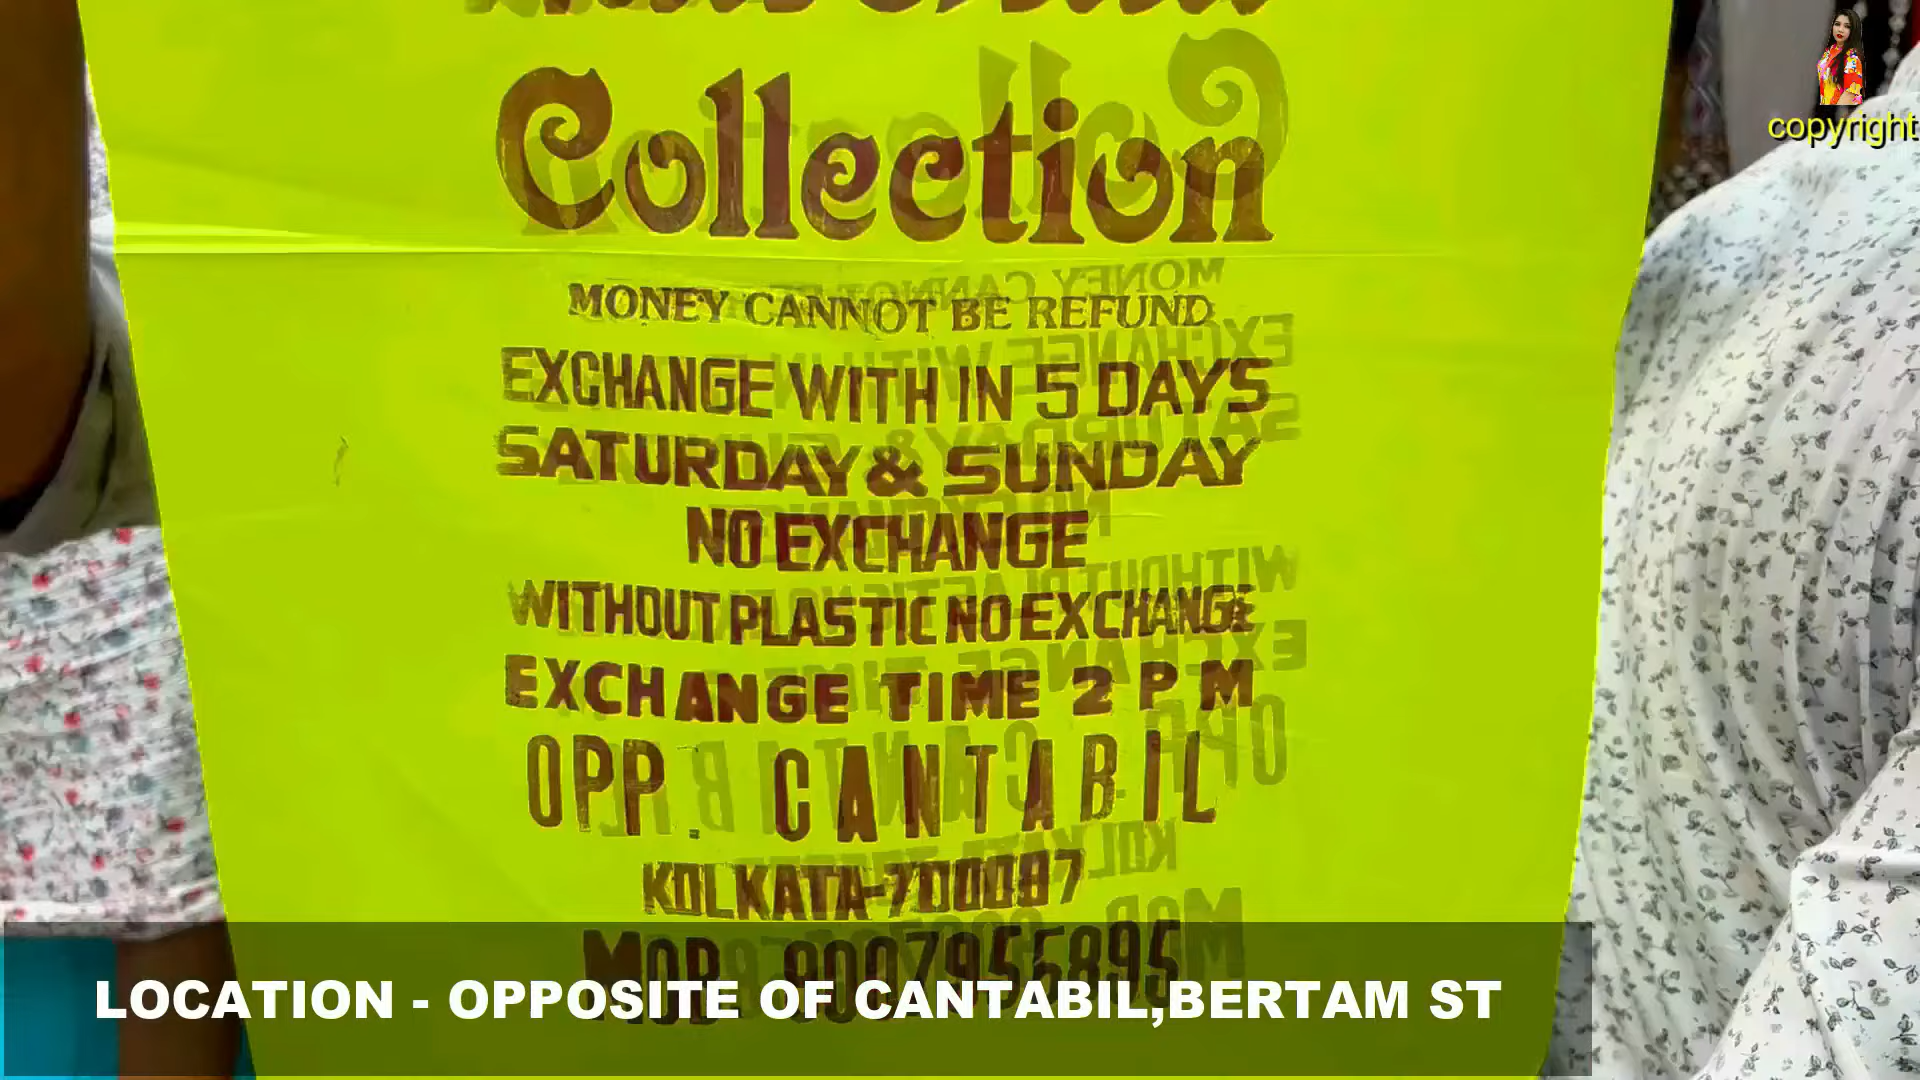 Collection
copyright
MONEY CANNOT BE REFUND
EXCHANGE WITH IN 5 DAYS
SATURDAY & SUNDAY
NO EXCHANGE
WITHOUT PLASTIC NO EXCHANGE
EXCHANGE TIME 2 P M
OPP. CANTABIL
KOLKATA-700087
MOB
LOCATION - OPPOSITE OF CANTABIL,BERTAM ST